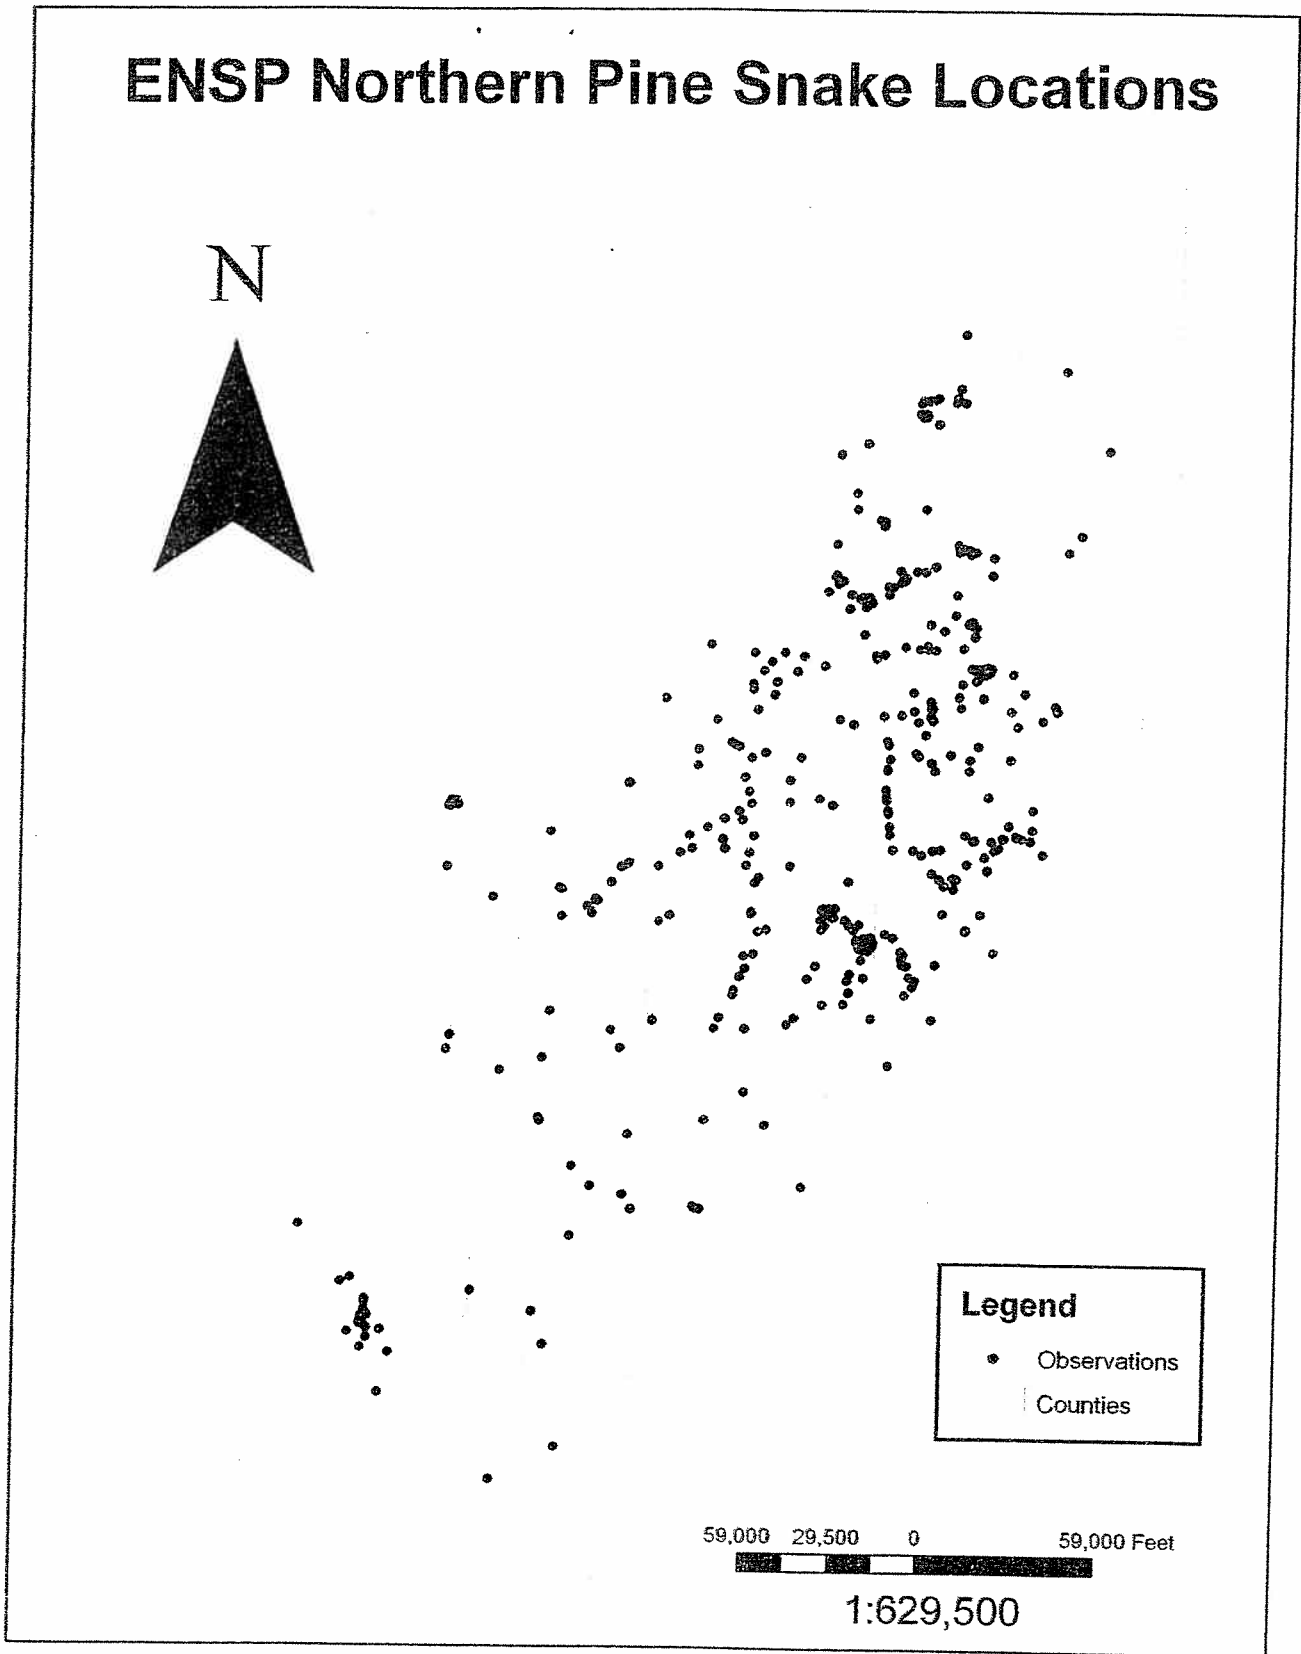 ENSP Northern Pine Snake Locations
N
Legend
Observations
Counties
59,000 29,500 0 59,000 Feet
1:629,500